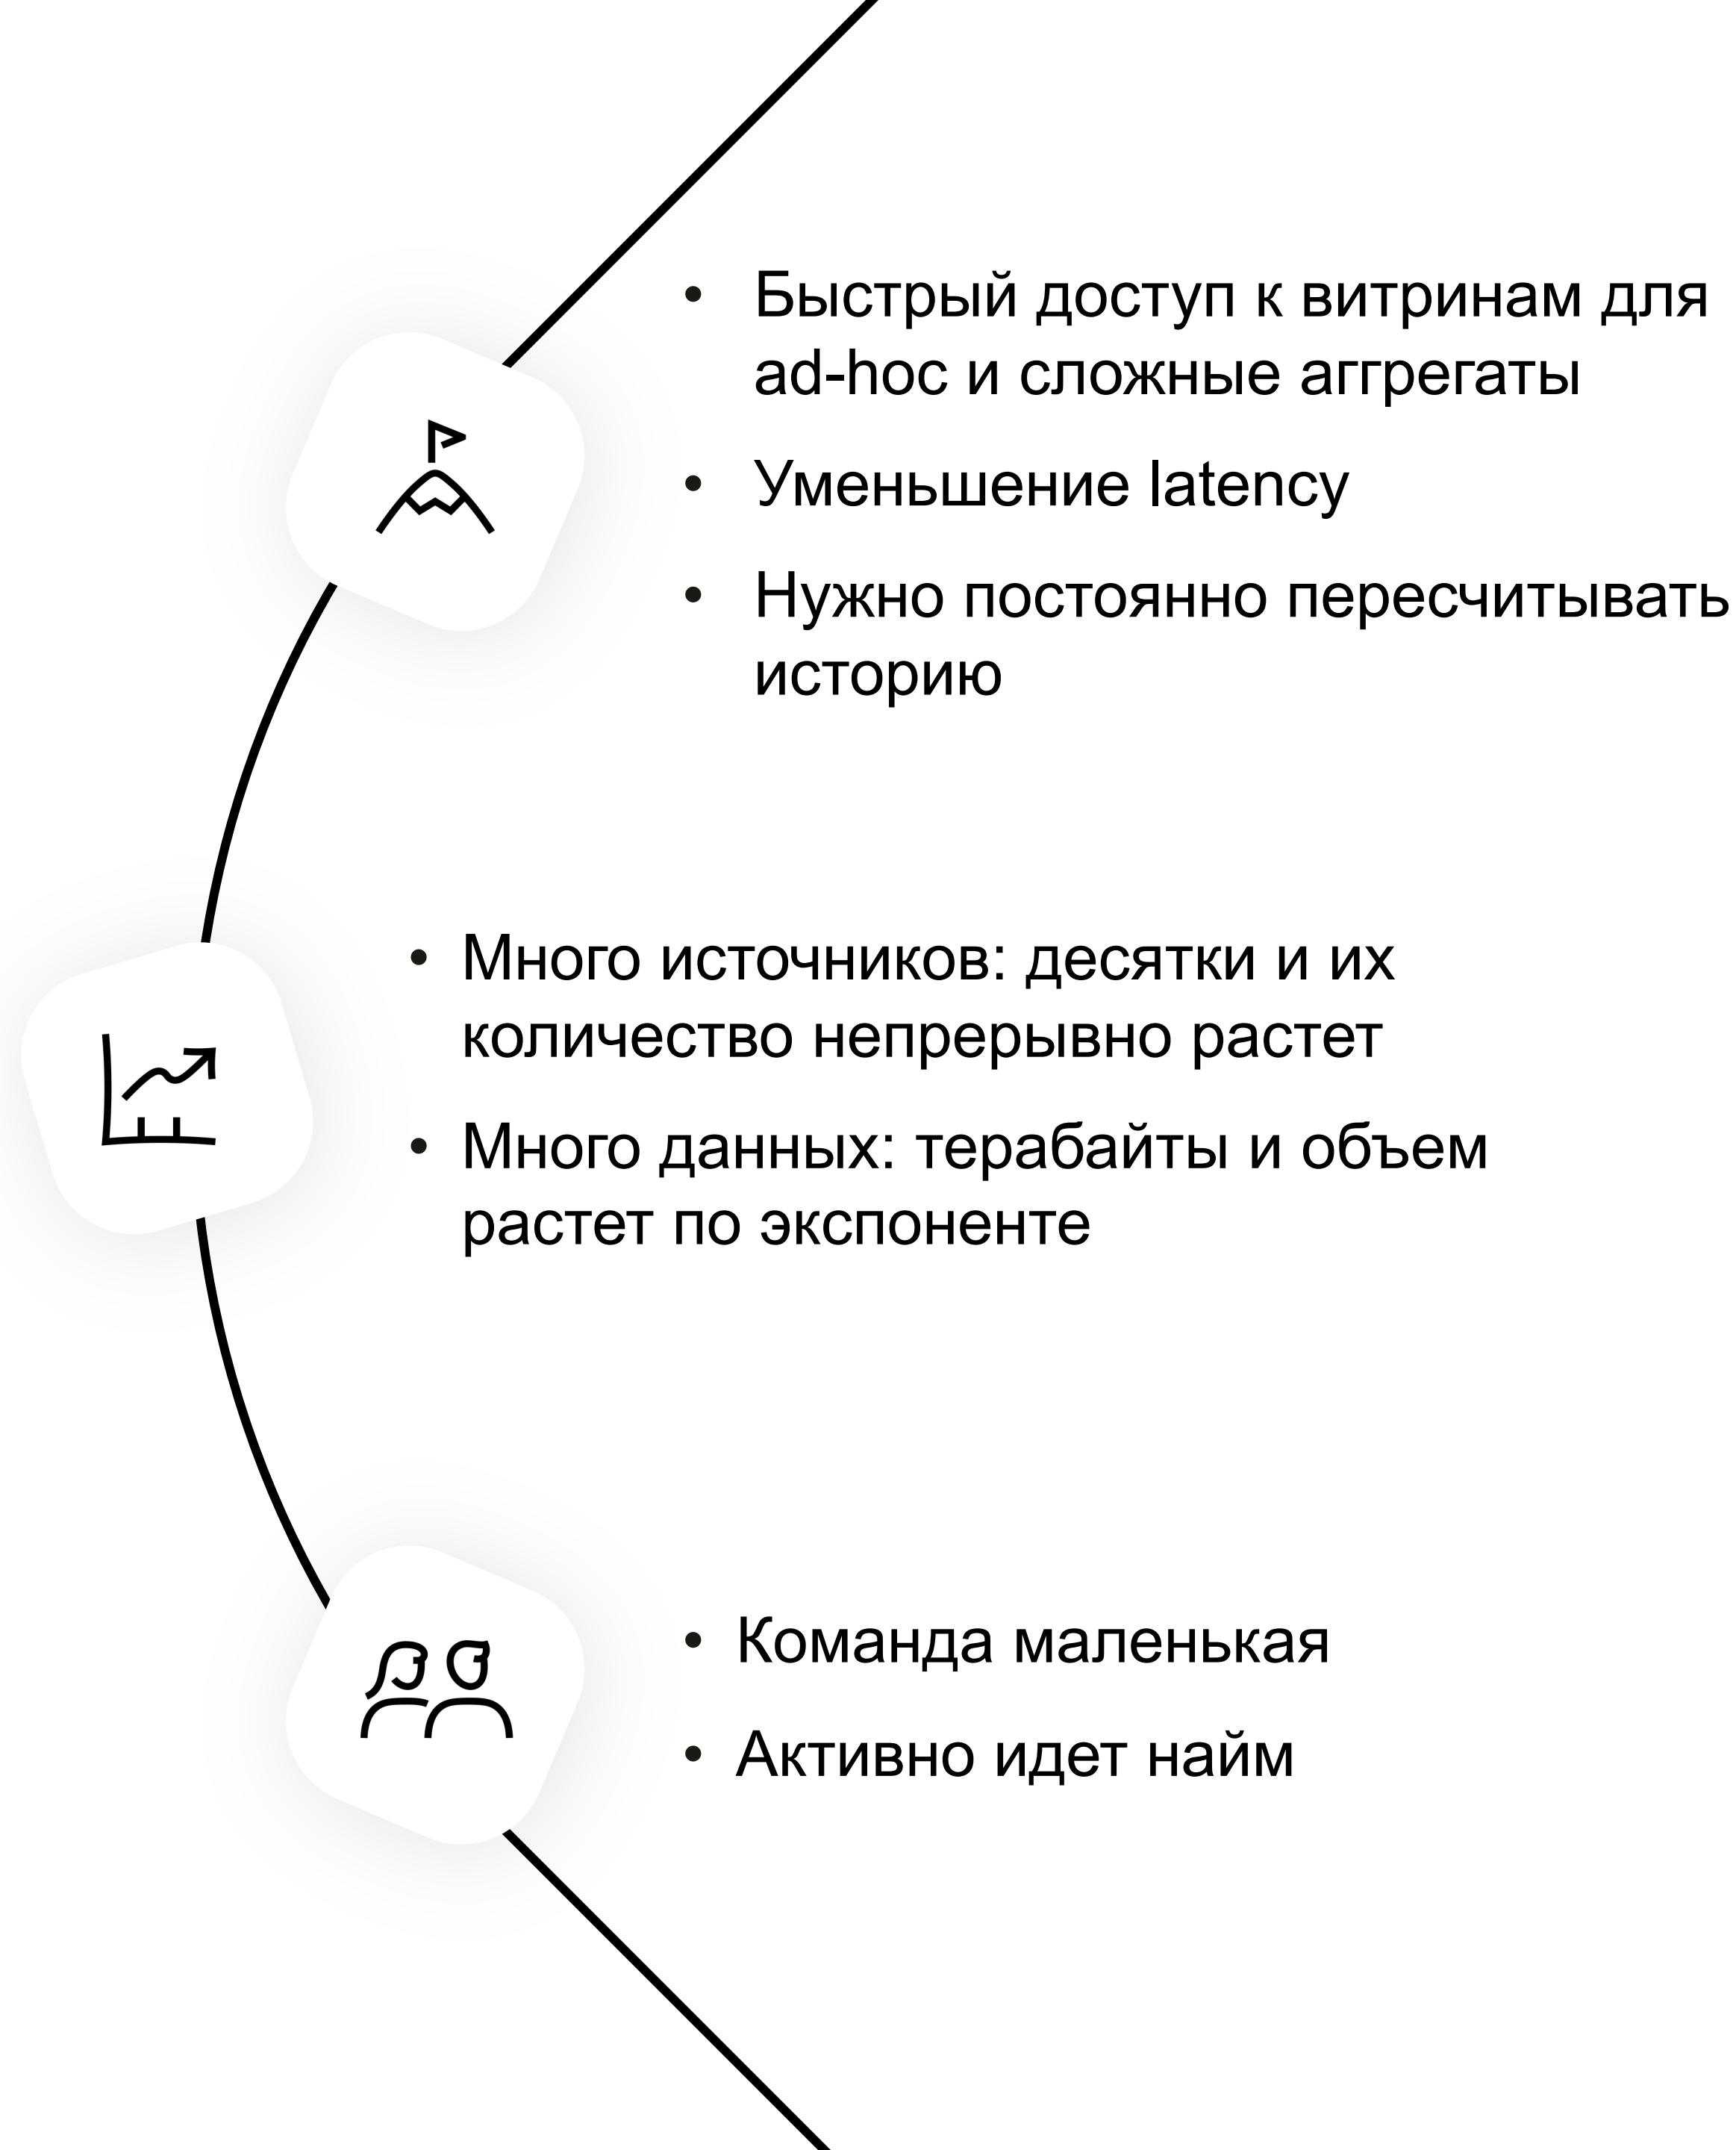 • Быстрый доступ к витринам для
ad-hoc и сложные аггрегаты
• Уменьшение latency
• Нужно постоянно пересчитывать
историю
• Много источников: десятки и их
количество непрерывно растет
• Много данных: терабайты и объем
растет по экспоненте
• Команда маленькая
• Активно идет найм